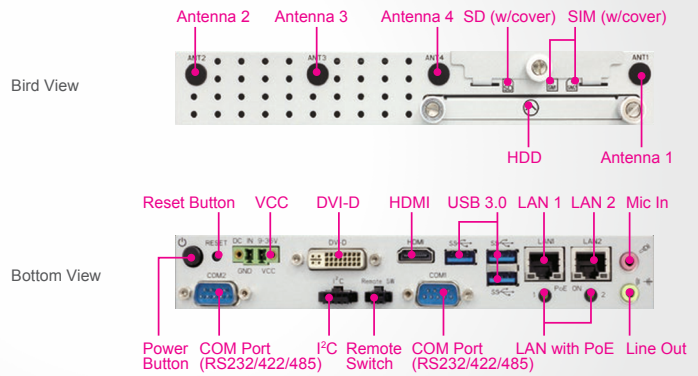 Antenna 2 Antenna 3 Antenna 4 SD (w/cover) SIM (w/cover)
ANT2 ANT3 ANT4 ANT1
Bird View
HDD Antenna 1
Reset Button VCC DVI-D HDMI USB 3.0 LAN 1 LAN 2 Mic In
RESET DC IN 9-36V DVI-D HDMI LAN1 LAN2
GND VCC
Bottom View
COM2 I²C Remote SW COM1 1 PoE ON 2
Power Button
COM Port (RS232/422/485)
I²C
Remote Switch
COM Port (RS232/422/485)
LAN with PoE
Line Out